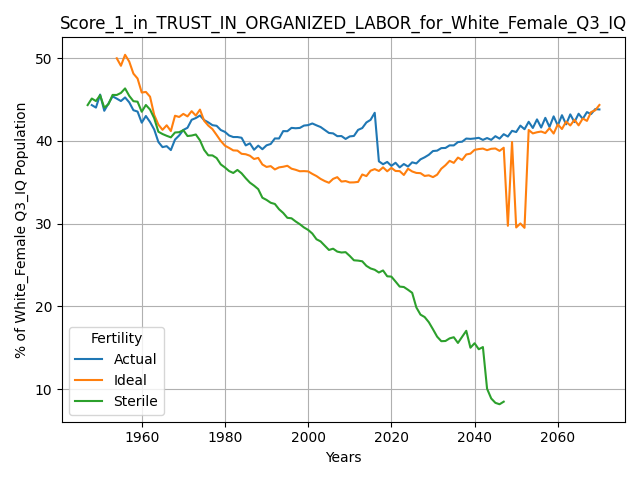 Score_1_in_TRUST_IN_ORGANIZED_LABOR_for_White_Female_Q3_IQ
% of White_Female Q3_IQ Population
50
40
30
20
10
Fertility
Actual
Ideal
Sterile
1960 1980 2000 2020 2040 2060
Years